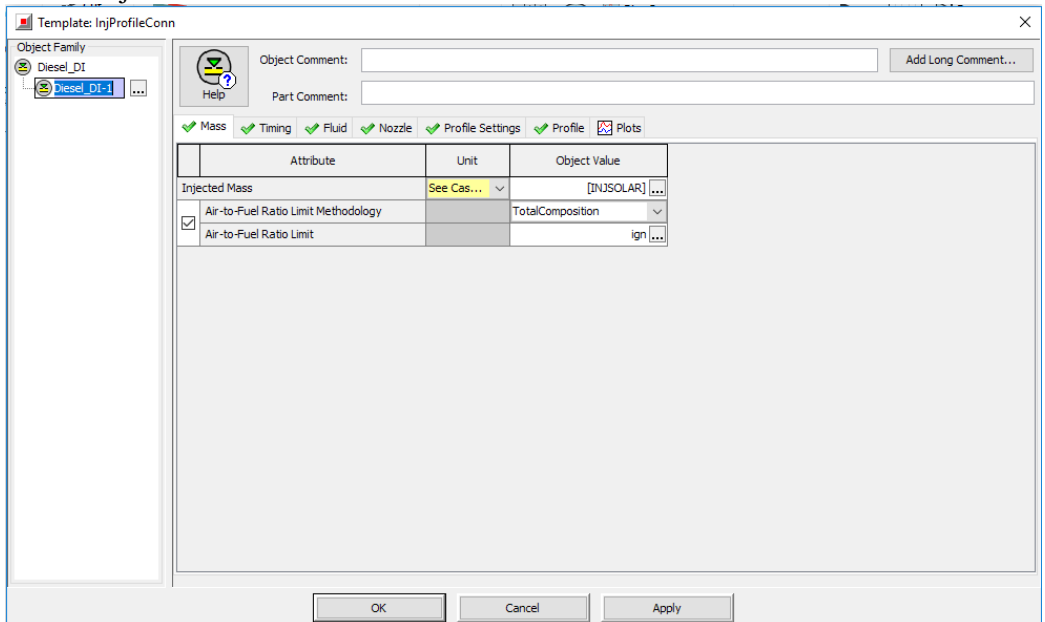 Template: InjProfileConn
Object Family
Diesel_DI
Diesel_DI-1 ...
Help
Object Comment:
Add Long Comment...
Part Comment:
Mass Timing Fluid Nozzle Profile Settings Profile Plots
Attribute Unit Object Value
Injected Mass See Cas... [INJSOLAR] ...
Air-to-Fuel Ratio Limit Methodology TotalComposition
Air-to-Fuel Ratio Limit ign ...
OK Cancel Apply